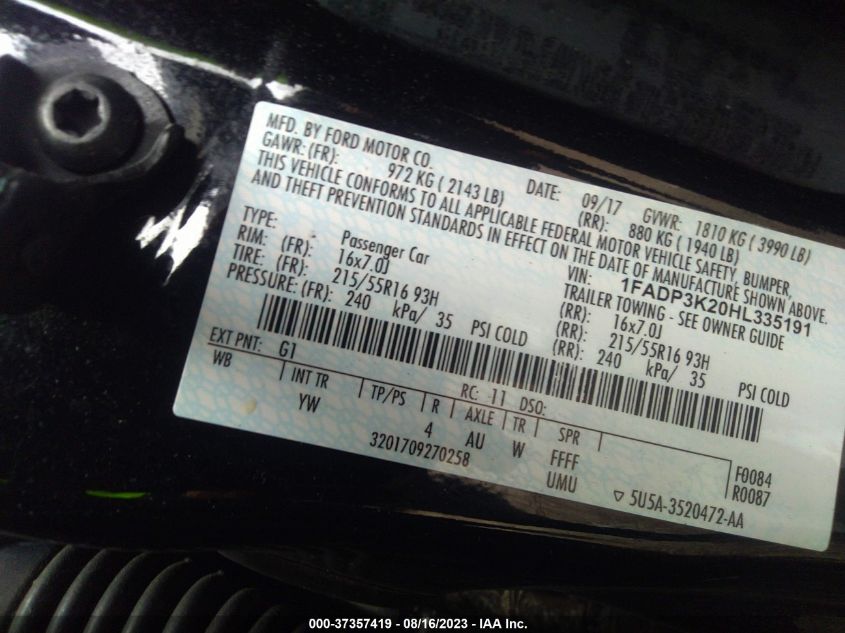 MFD. BY FORD MOTOR CO.
DATE: 09/17 GVWR: 1810 KG ( 3990 LB)
GAWR: (FR): 972 KG ( 2143 LB) (RR): 880 KG ( 1940 LB)
THIS VEHICLE CONFORMS TO ALL APPLICABLE FEDERAL MOTOR VEHICLE SAFETY, BUMPER,
AND THEFT PREVENTION STANDARDS IN EFFECT ON THE DATE OF MANUFACTURE SHOWN ABOVE.
VIN: 1FADP3K20HL335191
TYPE: Passenger Car TRAILER TOWING - SEE OWNER GUIDE
RIM: (FR): 16x7.0J (RR): 16x7.0J
TIRE: (FR): 215/55R16 93H (RR): 215/55R16 93H
PRESSURE: (FR): 240 kPa/ 35 PSI COLD (RR): 240 kPa/ 35 PSI COLD
EXT PNT: G1 RC: 11 DSO:
WB INT TR TP/PS R AXLE TR SPR
YW 4 AU W FFFF F0084
3201709270258 UMU R0087
▽ 5U5A-3520472-AA
000-37357419 - 08/16/2023 - IAA Inc.